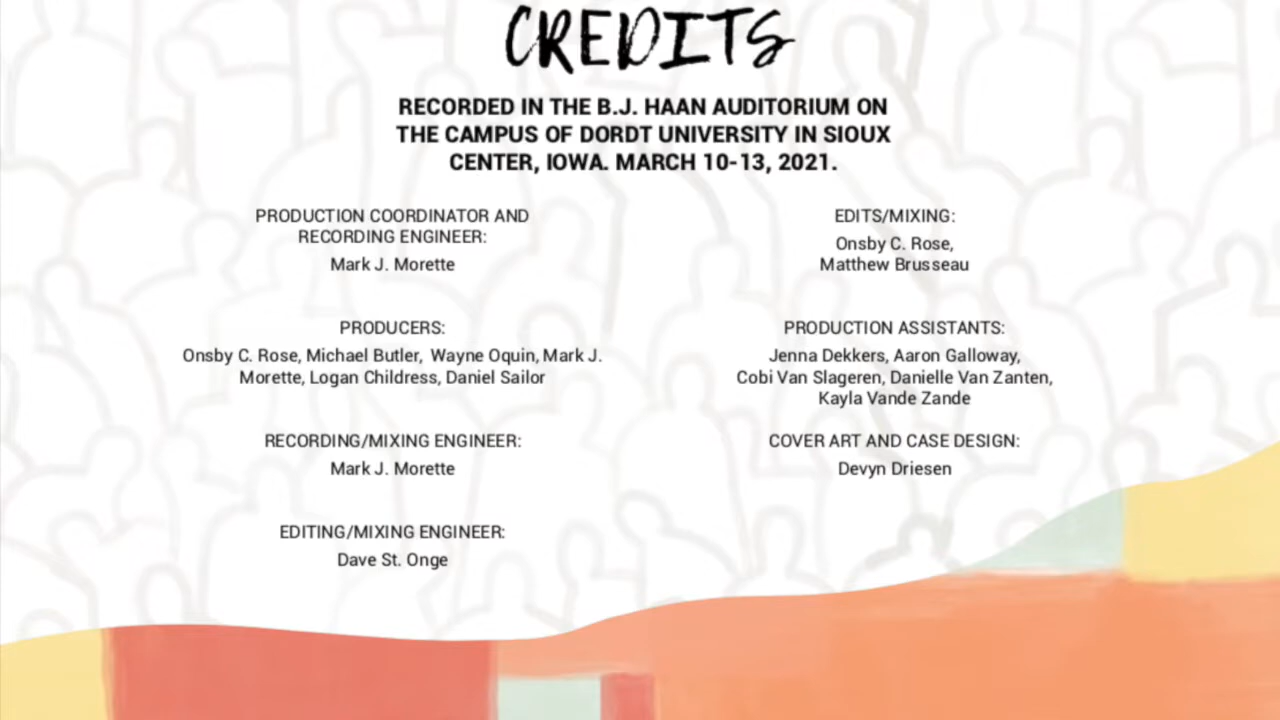 CREDITS
RECORDED IN THE B.J. HAAN AUDITORIUM ON
THE CAMPUS OF DORDT UNIVERSITY IN SIOUX
CENTER, IOWA. MARCH 10-13, 2021.
PRODUCTION COORDINATOR AND
RECORDING ENGINEER:
Mark J. Morette
PRODUCERS:
Onsby C. Rose, Michael Butler, Wayne Oquin, Mark J.
Morette, Logan Childress, Daniel Sailor
RECORDING/MIXING ENGINEER:
Mark J. Morette
EDITING/MIXING ENGINEER:
Dave St. Onge
EDITS/MIXING:
Onsby C. Rose,
Matthew Brusseau
PRODUCTION ASSISTANTS:
Jenna Dekkers, Aaron Galloway,
Cobi Van Slageren, Danielle Van Zanten,
Kayla Vande Zande
COVER ART AND CASE DESIGN:
Devyn Driesen